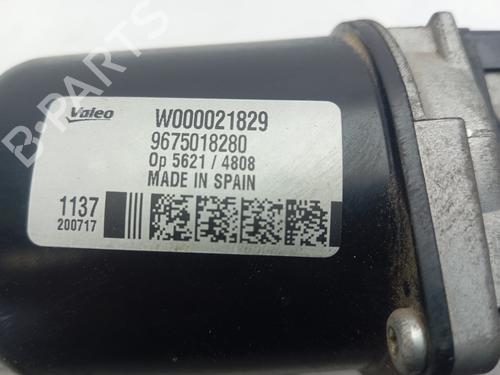 Valeo
W000021829
9675018280
Op 5621 / 4808
MADE IN SPAIN
1137
200717
B-PARTS